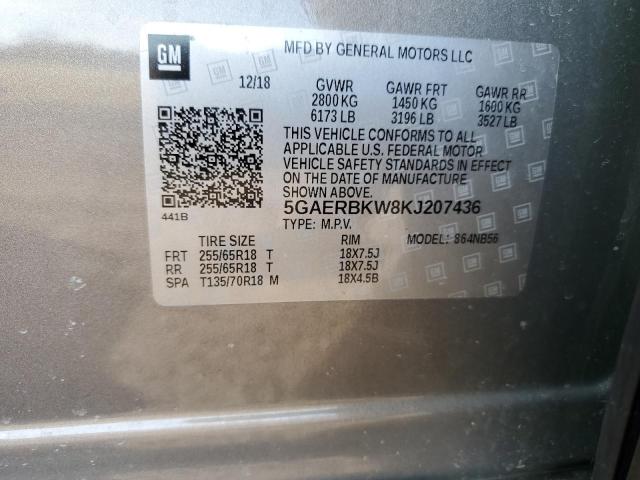 GM
MFD BY GENERAL MOTORS LLC
12/18 GVWR GAWR FRT GAWR RR
2800 KG 1450 KG 1600 KG
6173 LB 3196 LB 3527 LB
THIS VEHICLE CONFORMS TO ALL
APPLICABLE U.S. FEDERAL MOTOR
VEHICLE SAFETY STANDARDS IN EFFECT
ON THE DATE OF MANUFACTURE
SHOWN ABOVE.
441B
5GAERBKW8KJ207436
TYPE: M.P.V. MODEL: 864NB56
TIRE SIZE RIM
FRT 255/65R18 T 18X7.5J
RR 255/65R18 T 18X7.5J
SPA T135/70R18 M 18X4.5B